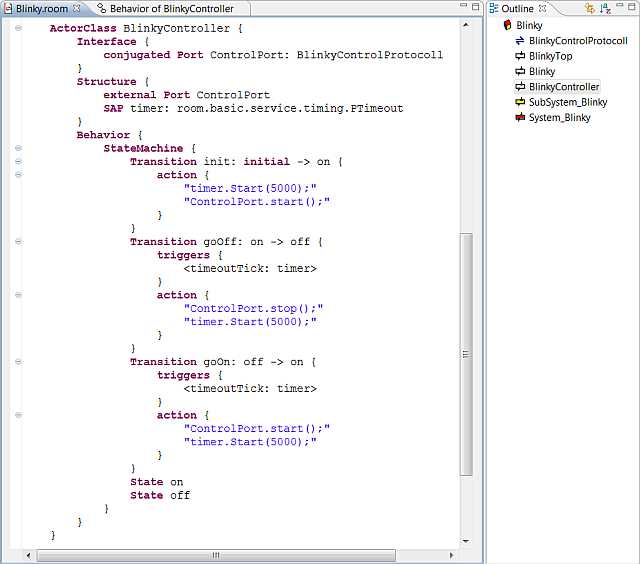 Blinky.room
Behavior of BlinkyController
ActorClass BlinkyController {
Interface {
conjugated Port ControlPort: BlinkyControlProtocoll
}
Structure {
external Port ControlPort
SAP timer: room.basic.service.timing.PTimeout
}
Behavior {
StateMachine {
Transition init: initial -> on {
action {
"timer.Start(5000);"
"ControlPort.start();"
}
}
Transition goOff: on -> off {
triggers {
<timeoutTick: timer>
}
action {
"ControlPort.stop();"
"timer.Start(5000);"
}
}
Transition goOn: off -> on {
triggers {
<timeoutTick: timer>
}
action {
"ControlPort.start();"
"timer.Start(5000);"
}
}
State on
State off
}
}
}
Outline
Blinky
BlinkyControlProtocoll
BlinkyTop
Blinky
BlinkyController
SubSystem_Blinky
System_Blinky